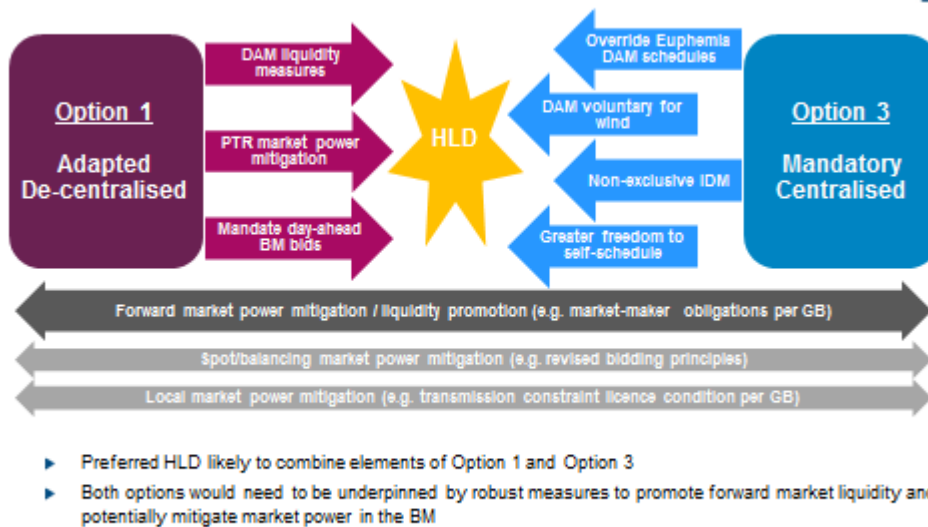 Option 1
Adapted
De-centralised
DAM liquidity
measures
PTR market power
mitigation
Mandate day-ahead
BM bids
HLD
Override Euphemia
DAM schedules
DAM voluntary for
wind
Non-exclusive IDM
Greater freedom to
self-schedule
Option 3
Mandatory
Centralised
Forward market power mitigation / liquidity promotion (e.g. market-maker obligations per GB)
Spot/balancing market power mitigation (e.g. revised bidding principles)
Local market power mitigation (e.g. transmission constraint licence condition per GB)
Preferred HLD likely to combine elements of Option 1 and Option 3
Both options would need to be underpinned by robust measures to promote forward market liquidity and
potentially mitigate market power in the BM